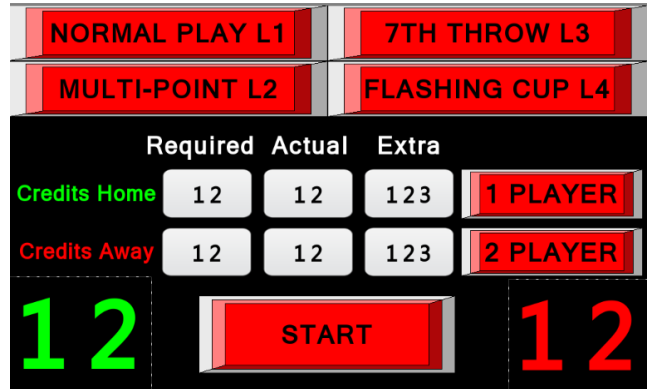 NORMAL PLAY L1 7TH THROW L3
MULTI-POINT L2 FLASHING CUP L4
Required Actual Extra
Credits Home 12 12 123 1 PLAYER
Credits Away 12 12 123 2 PLAYER
12 START 12